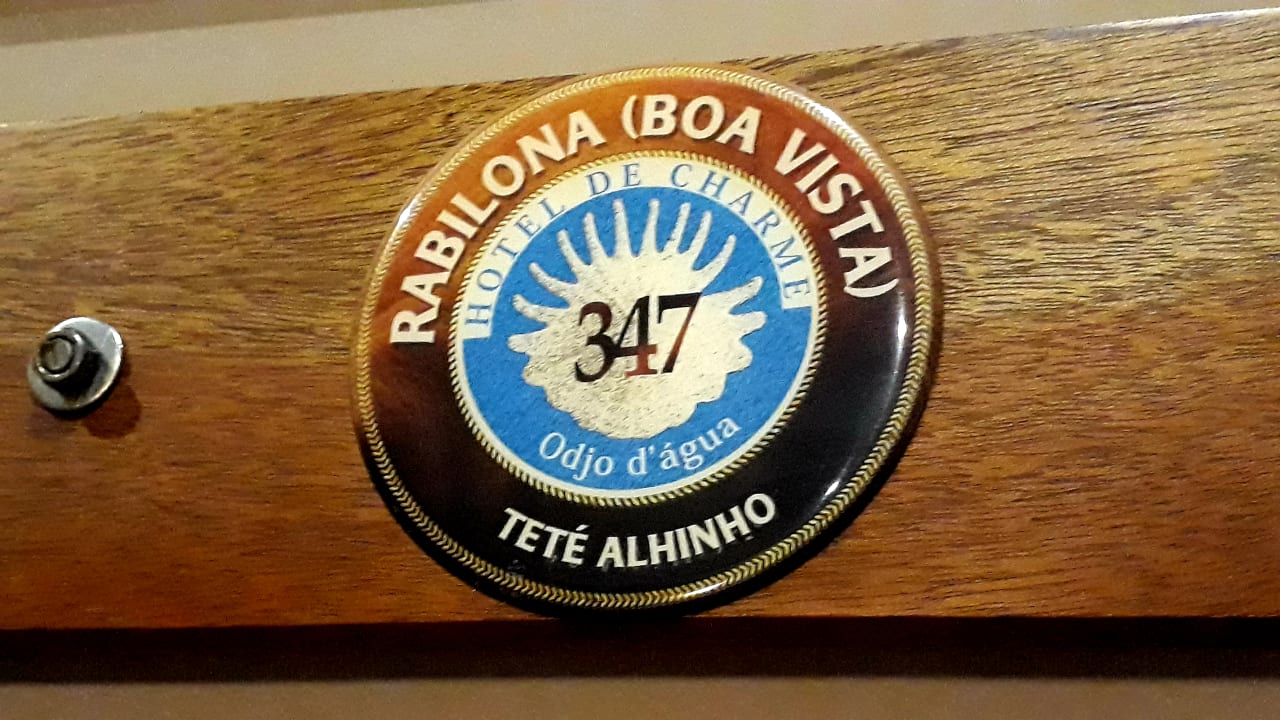 RABILONA (BOA VISTA)
HOTEL DE CHARME
347
Odjo d'água
TETÉ ALHINHO